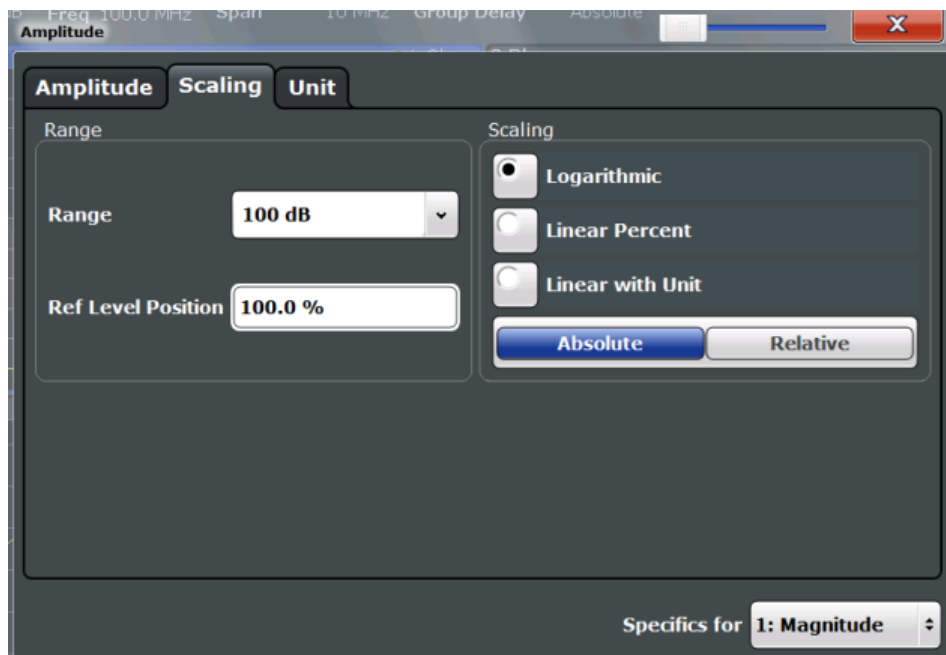 Freq 100.0 MHz Span 10 MHz Group Delay Absolute
Amplitude
X
Amplitude Scaling Unit
Range
Scaling
Range 100 dB
Ref Level Position 100.0 %
Logarithmic
Linear Percent
Linear with Unit
Absolute Relative
Specifics for 1: Magnitude